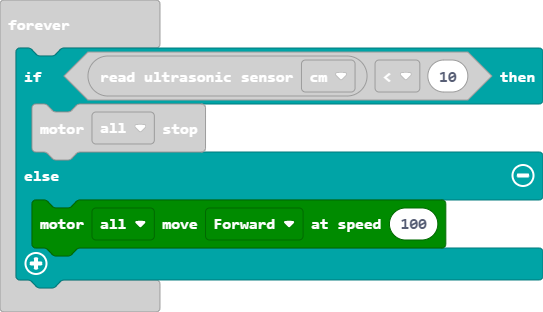 forever
if read ultrasonic sensor cm < 10 then
motor all stop
else
motor all move Forward at speed 100